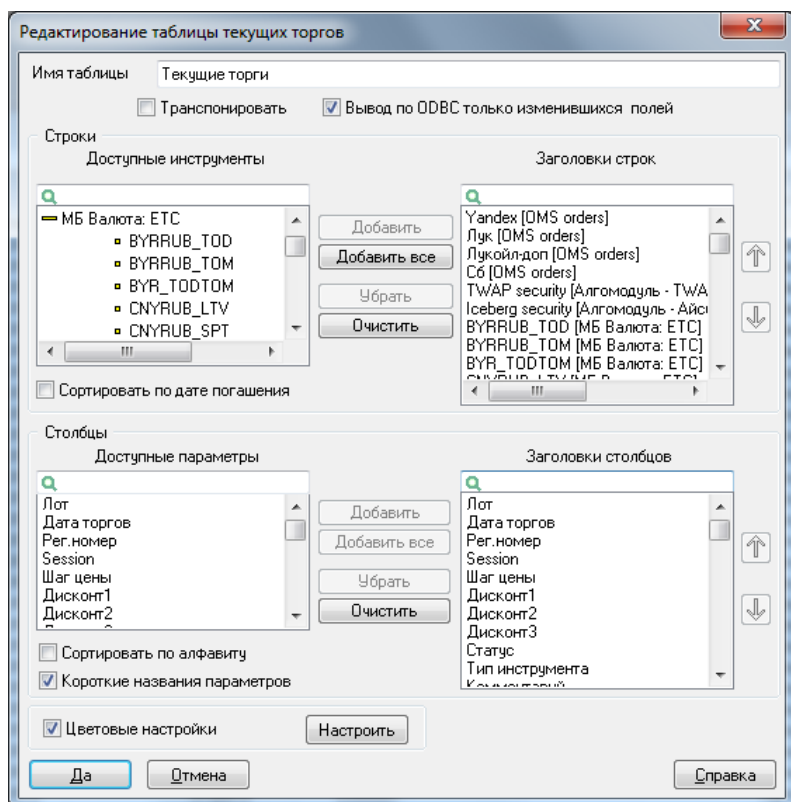 Редактирование таблицы текущих торгов
Имя таблицы
Текущие торги
Транспонировать
Вывод по ODBC только изменившихся полей
Строки
Доступные инструменты
МБ Валюта: ETC
BYRRUB_TOD
BYRRUB_TOM
BYR_TODTOM
CNYRUB_LTV
CNYRUB_SPT
Добавить
Добавить все
Убрать
Очистить
Заголовки строк
Yandex [OMS orders]
Лук [OMS orders]
Лукойл-доп [OMS orders]
Сб [OMS orders]
TWAP security [Алгомодуль - TWA
Iceberg security [Алгомодуль - Айс
BYRRUB_TOD [МБ Валюта: ETC]
BYRRUB_TOM [МБ Валюта: ETC]
BYR_TODTOM [МБ Валюта: ETC]
Сортировать по дате погашения
Столбцы
Доступные параметры
Лот
Дата торгов
Рег.номер
Session
Шаг цены
Дисконт1
Дисконт2
Добавить
Добавить все
Убрать
Очистить
Заголовки столбцов
Лот
Дата торгов
Рег.номер
Session
Шаг цены
Дисконт1
Дисконт2
Дисконт3
Статус
Тип инструмента
Комментарий
Сортировать по алфавиту
Короткие названия параметров
Цветовые настройки
Настроить
Да
Отмена
Справка